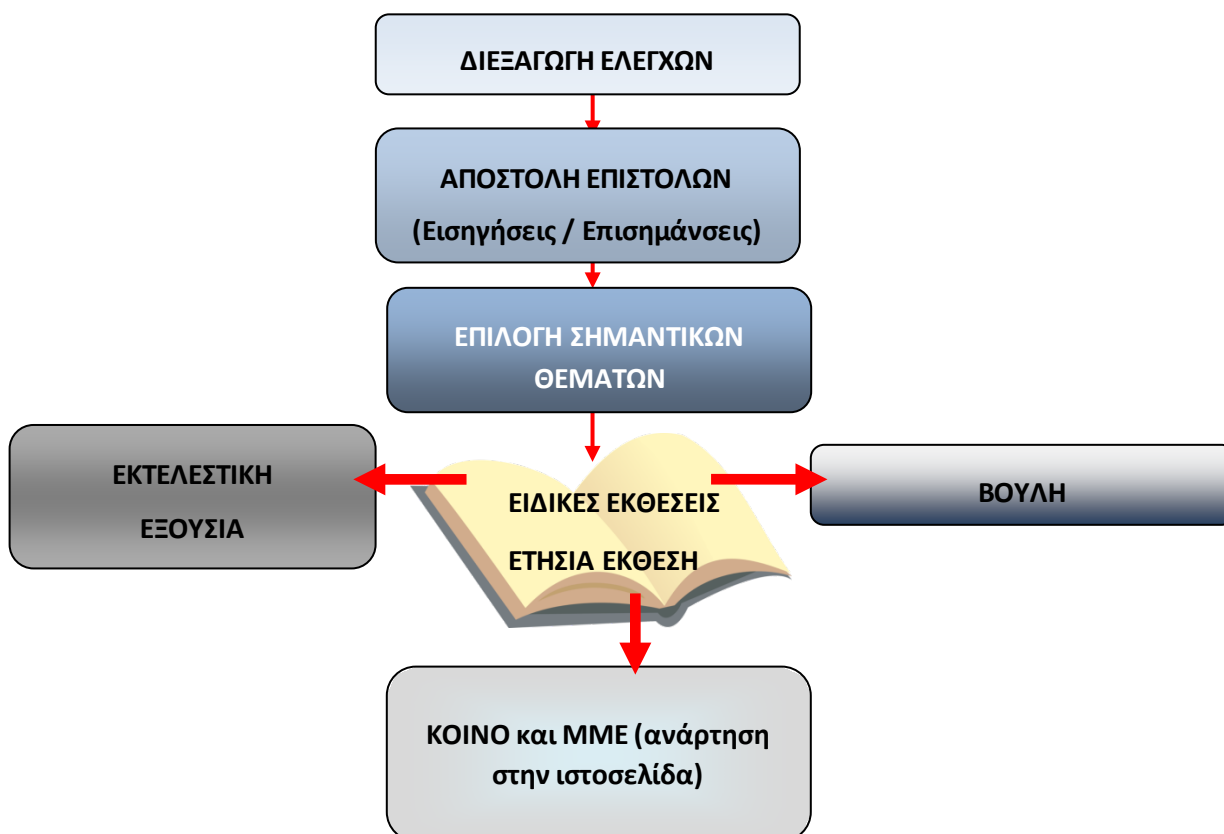 ΔΙΕΞΑΓΩΓΗ ΕΛΕΓΧΩΝ
ΑΠΟΣΤΟΛΗ ΕΠΙΣΤΟΛΩΝ
(Εισηγήσεις / Επισημάνσεις)
ΕΠΙΛΟΓΗ ΣΗΜΑΝΤΙΚΩΝ
ΘΕΜΑΤΩΝ
ΕΚΤΕΛΕΣΤΙΚΗ
ΕΞΟΥΣΙΑ
ΕΙΔΙΚΕΣ ΕΚΘΕΣΕΙΣ
ΕΤΗΣΙΑ ΕΚΘΕΣΗ
ΒΟΥΛΗ
ΚΟΙΝΟ και ΜΜΕ (ανάρτηση
στην ιστοσελίδα)